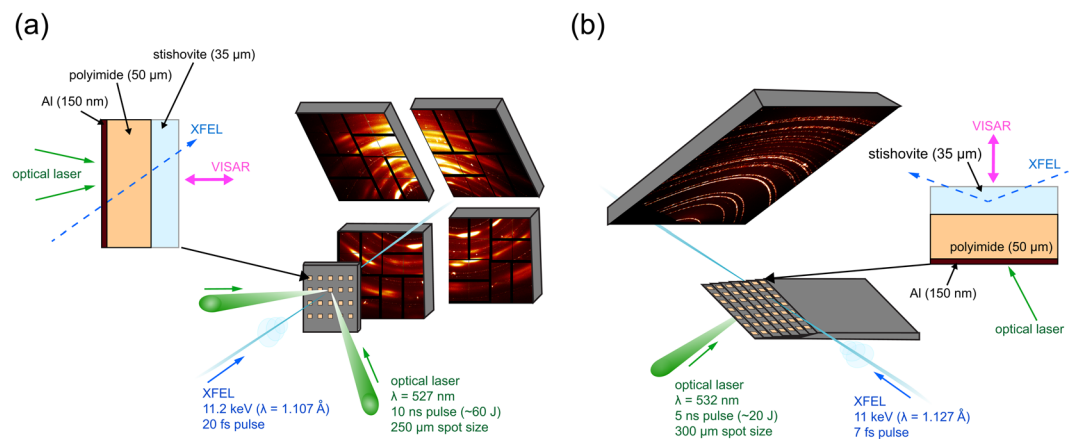 (a)
stishovite (35 µm)
polyimide (50 µm)
Al (150 nm)
XFEL
VISAR
optical laser
XFEL
11.2 keV (λ = 1.107 Å)
20 fs pulse
optical laser
λ = 527 nm
10 ns pulse (~60 J)
250 µm spot size
(b)
VISAR
stishovite (35 µm)
XFEL
polyimide (50 µm)
Al (150 nm)
optical laser
optical laser
λ = 532 nm
5 ns pulse (~20 J)
300 µm spot size
XFEL
11 keV (λ = 1.127 Å)
7 fs pulse